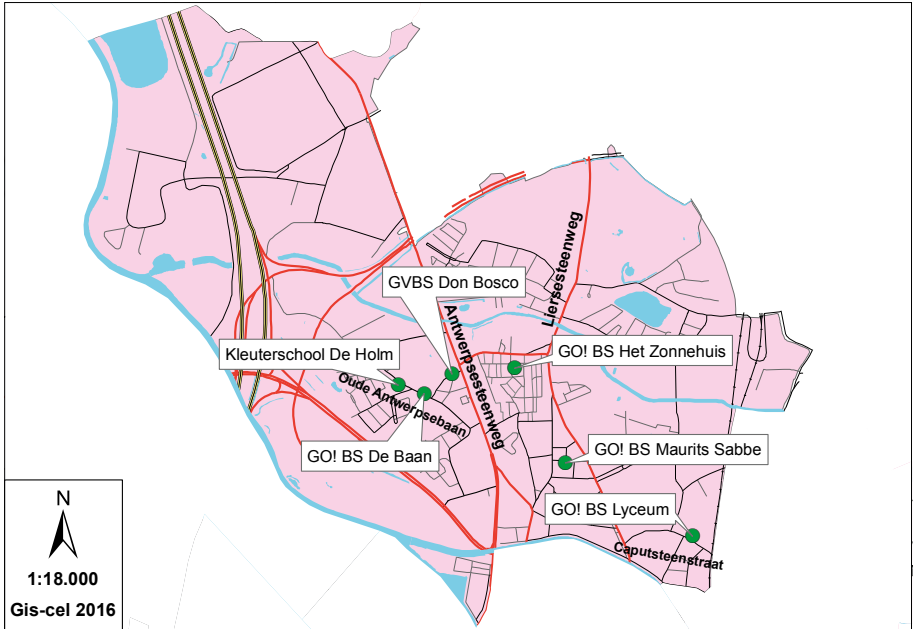 Liersesteenweg
GVBS Don Bosco
Antwerpsesteenweg
Kleuterschool De Holm
GO! BS Het Zonnehuis
Oude Antwerpsebaan
GO! BS De Baan
GO! BS Maurits Sabbe
GO! BS Lyceum
Caputsteenstraat
N
1:18.000
Gis-cel 2016